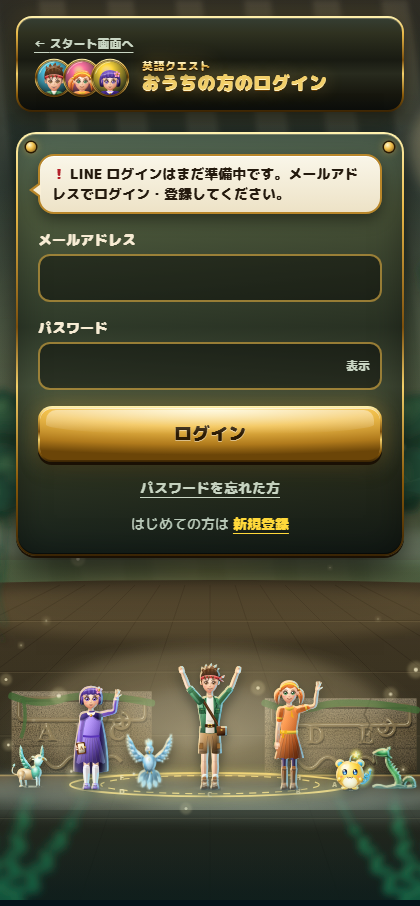 ← スタート画面へ
英語クエスト
おうちの方のログイン
! LINE ログインはまだ準備中です。メールアド
レスでログイン・登録してください。
メールアドレス
パスワード
表示
ログイン
パスワードを忘れた方
はじめての方は 新規登録
A
D E